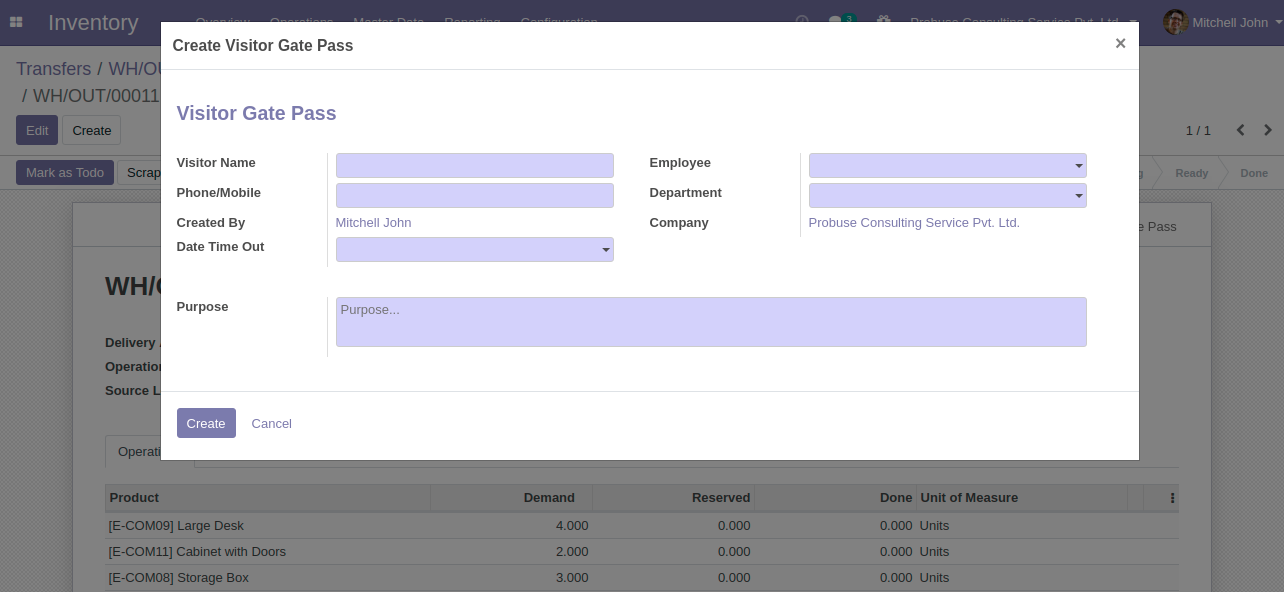 Inventory Overview Operations Master Data Reporting Configuration 3 Probuse Consulting Service Pvt. Ltd. Mitchell John
Create Visitor Gate Pass ×
Transfers / WH/OU
/ WH/OUT/00011
Edit Create
1 / 1
Mark as Todo Scrap
Ready Done
Visitor Gate Pass
Visitor Name
Employee
Phone/Mobile
Department
Created By Mitchell John
Company Probuse Consulting Service Pvt. Ltd.
Date Time Out
e Pass
WH/
Purpose Purpose...
Delivery
Operation
Source L
Create Cancel
Operati
Product Demand Reserved Done Unit of Measure
[E-COM09] Large Desk 4.000 0.000 0.000 Units
[E-COM11] Cabinet with Doors 2.000 0.000 0.000 Units
[E-COM08] Storage Box 3.000 0.000 0.000 Units